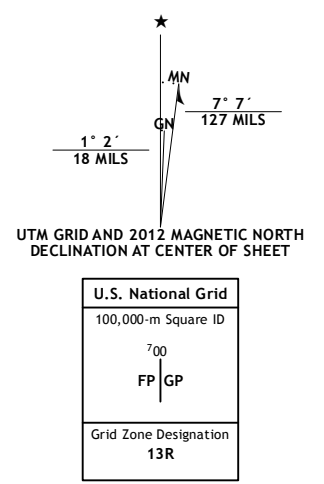 ★
MN
GN
7° 7´
127 MILS
1° 2´
18 MILS
UTM GRID AND 2012 MAGNETIC NORTH
DECLINATION AT CENTER OF SHEET
U.S. National Grid
100,000-m Square ID
⁷00
FP GP
Grid Zone Designation
13R